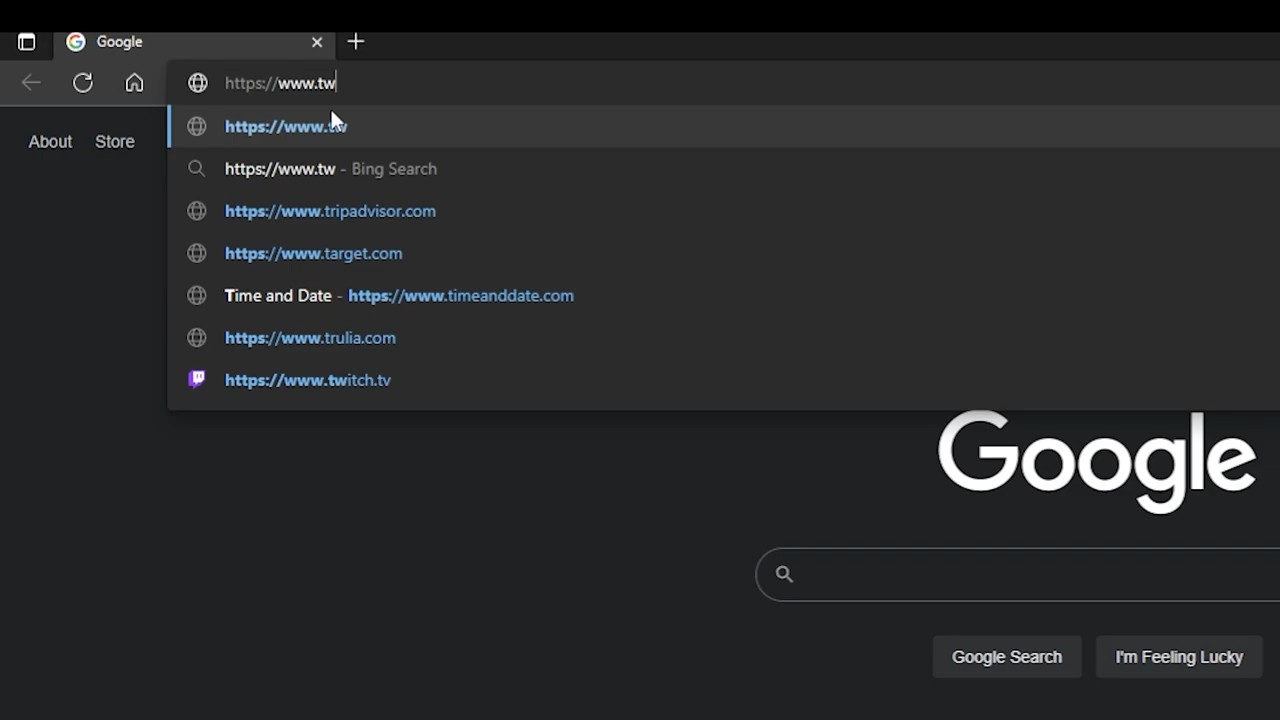 Google
https://www.tw
https://www.tw
About Store
https://www.tw - Bing Search
https://www.tripadvisor.com
https://www.target.com
Time and Date - https://www.timeanddate.com
https://www.trulia.com
https://www.twitch.tv
Google
Google Search
I'm Feeling Lucky